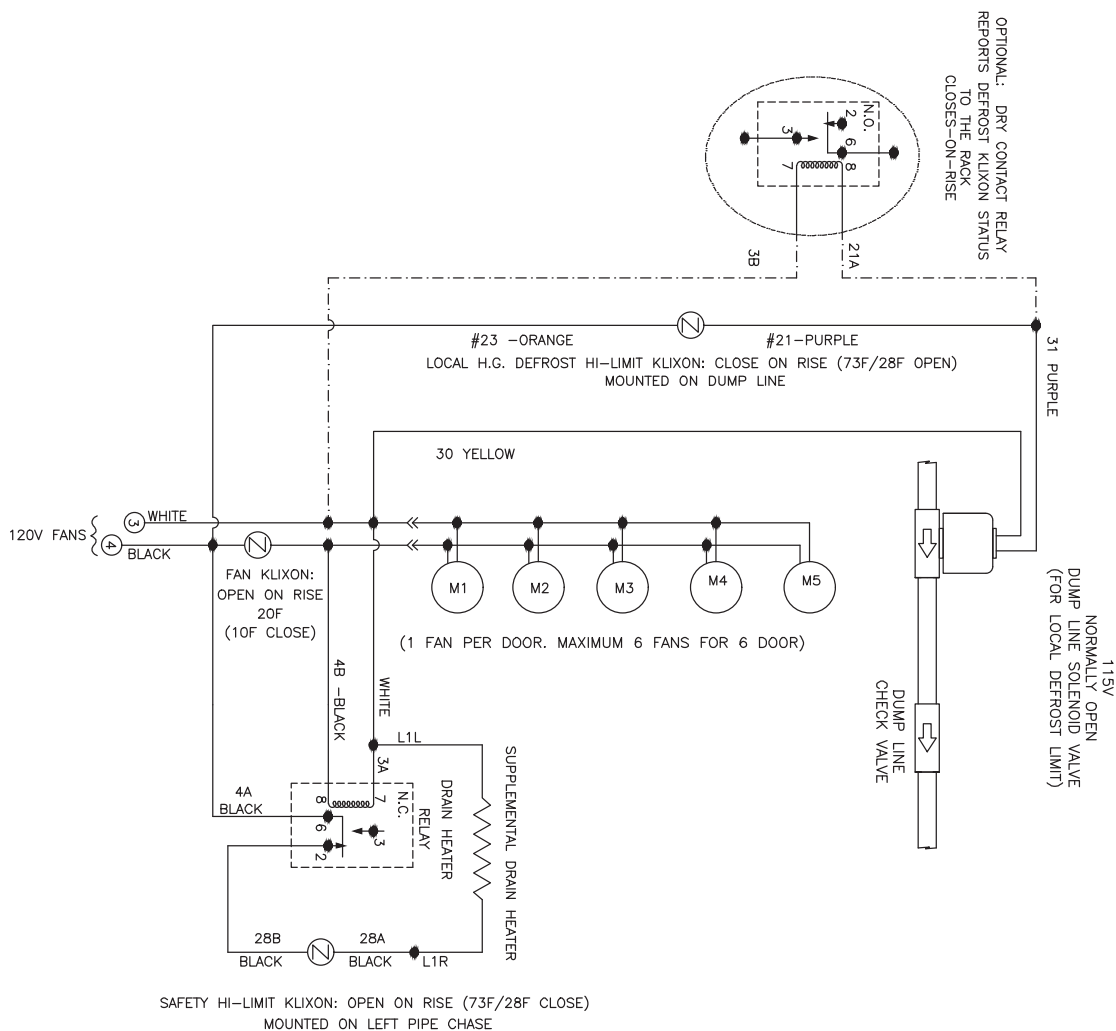 OPTIONAL: DRY CONTACT RELAY
REPORTS DEFROST KLIXON STATUS
TO THE RACK
CLOSES-ON-RISE
N.O.
2
6
8
3
7
3B
21A
#23 -ORANGE
#21-PURPLE
LOCAL H.G. DEFROST HI-LIMIT KLIXON: CLOSE ON RISE (73F/28F OPEN)
MOUNTED ON DUMP LINE
31 PURPLE
30 YELLOW
120V FANS
3
WHITE
4
BLACK
FAN KLIXON:
OPEN ON RISE
20F
(10F CLOSE)
M1
M2
M3
M4
M5
(1 FAN PER DOOR. MAXIMUM 6 FANS FOR 6 DOOR)
115V
NORMALLY OPEN
DUMP LINE SOLENOID VALVE
(FOR LOCAL DEFROST LIMIT)
DUMP LINE
CHECK VALVE
4B -BLACK
WHITE
L1L
3A
4A
BLACK
8
7
N.C.
6
3
2
DRAIN HEATER
RELAY
SUPPLEMENTAL DRAIN HEATER
28B
BLACK
28A
BLACK
L1R
SAFETY HI-LIMIT KLIXON: OPEN ON RISE (73F/28F CLOSE)
MOUNTED ON LEFT PIPE CHASE